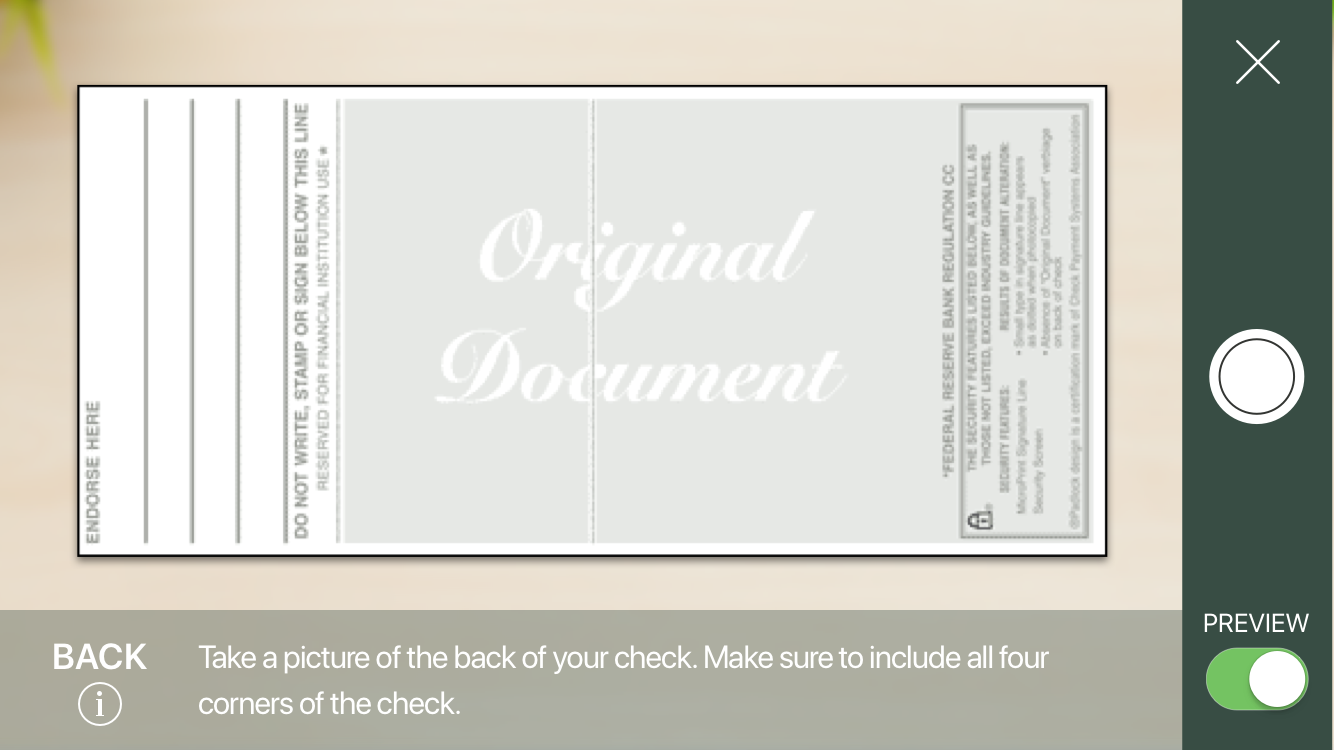 ENDORSE HERE
DO NOT WRITE, STAMP OR SIGN BELOW THIS LINE
RESERVED FOR FINANCIAL INSTITUTION USE *
Original
Document
*FEDERAL RESERVE BANK REGULATION CC
THE SECURITY FEATURES LISTED BELOW, AS WELL AS
THOSE NOT LISTED, EXCEED INDUSTRY GUIDELINES.
SECURITY FEATURES:
MicroPrint Signature Line
Security Screen
RESULTS OF DOCUMENT ALTERATION:
• Small type in signature line appears
as dotted when photocopied
• Absence of "Original Document" verbiage
on back of check
®Padlock design is a certification mark of Check Payment Systems Association
BACK
Take a picture of the back of your check. Make sure to include all four
corners of the check.
PREVIEW